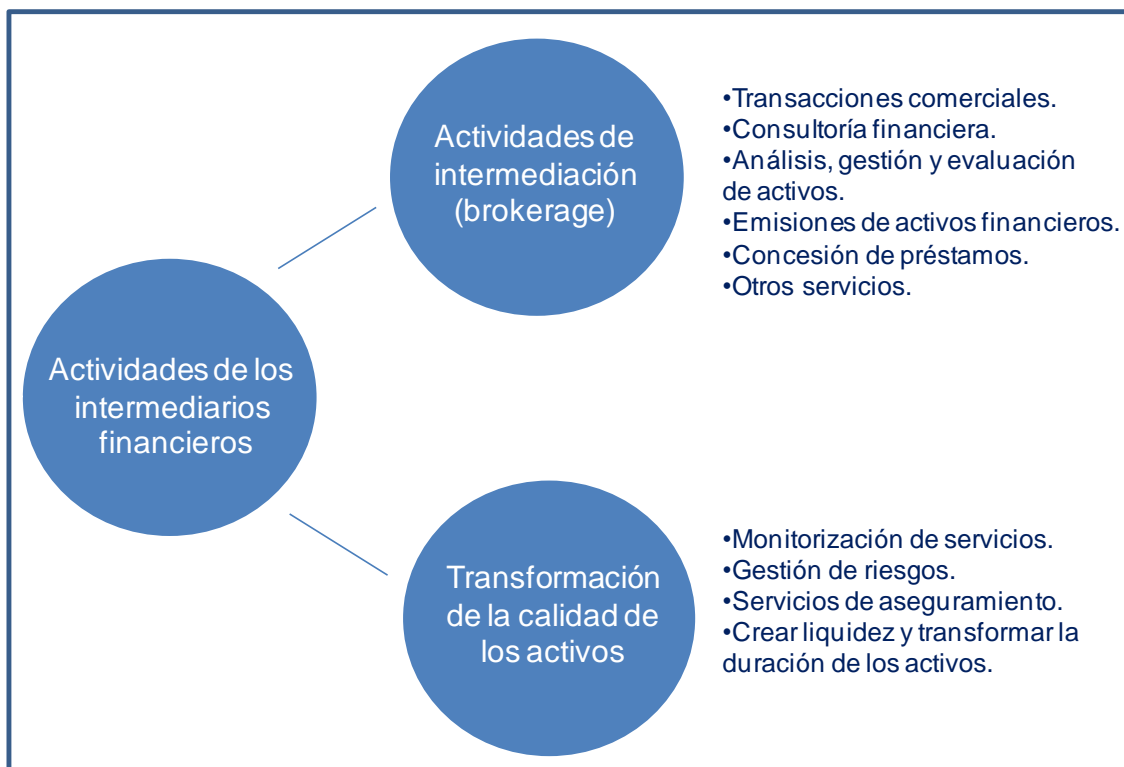 Actividades de los
intermediarios
financieros
Actividades de
intermediación
(brokerage)
•Transacciones comerciales.
•Consultoría financiera.
•Análisis, gestión y evaluación
de activos.
•Emisiones de activos financieros.
•Concesión de préstamos.
•Otros servicios.
Transformación
de la calidad de
los activos
•Monitorización de servicios.
•Gestión de riesgos.
•Servicios de aseguramiento.
•Crear liquidez y transformar la
duración de los activos.